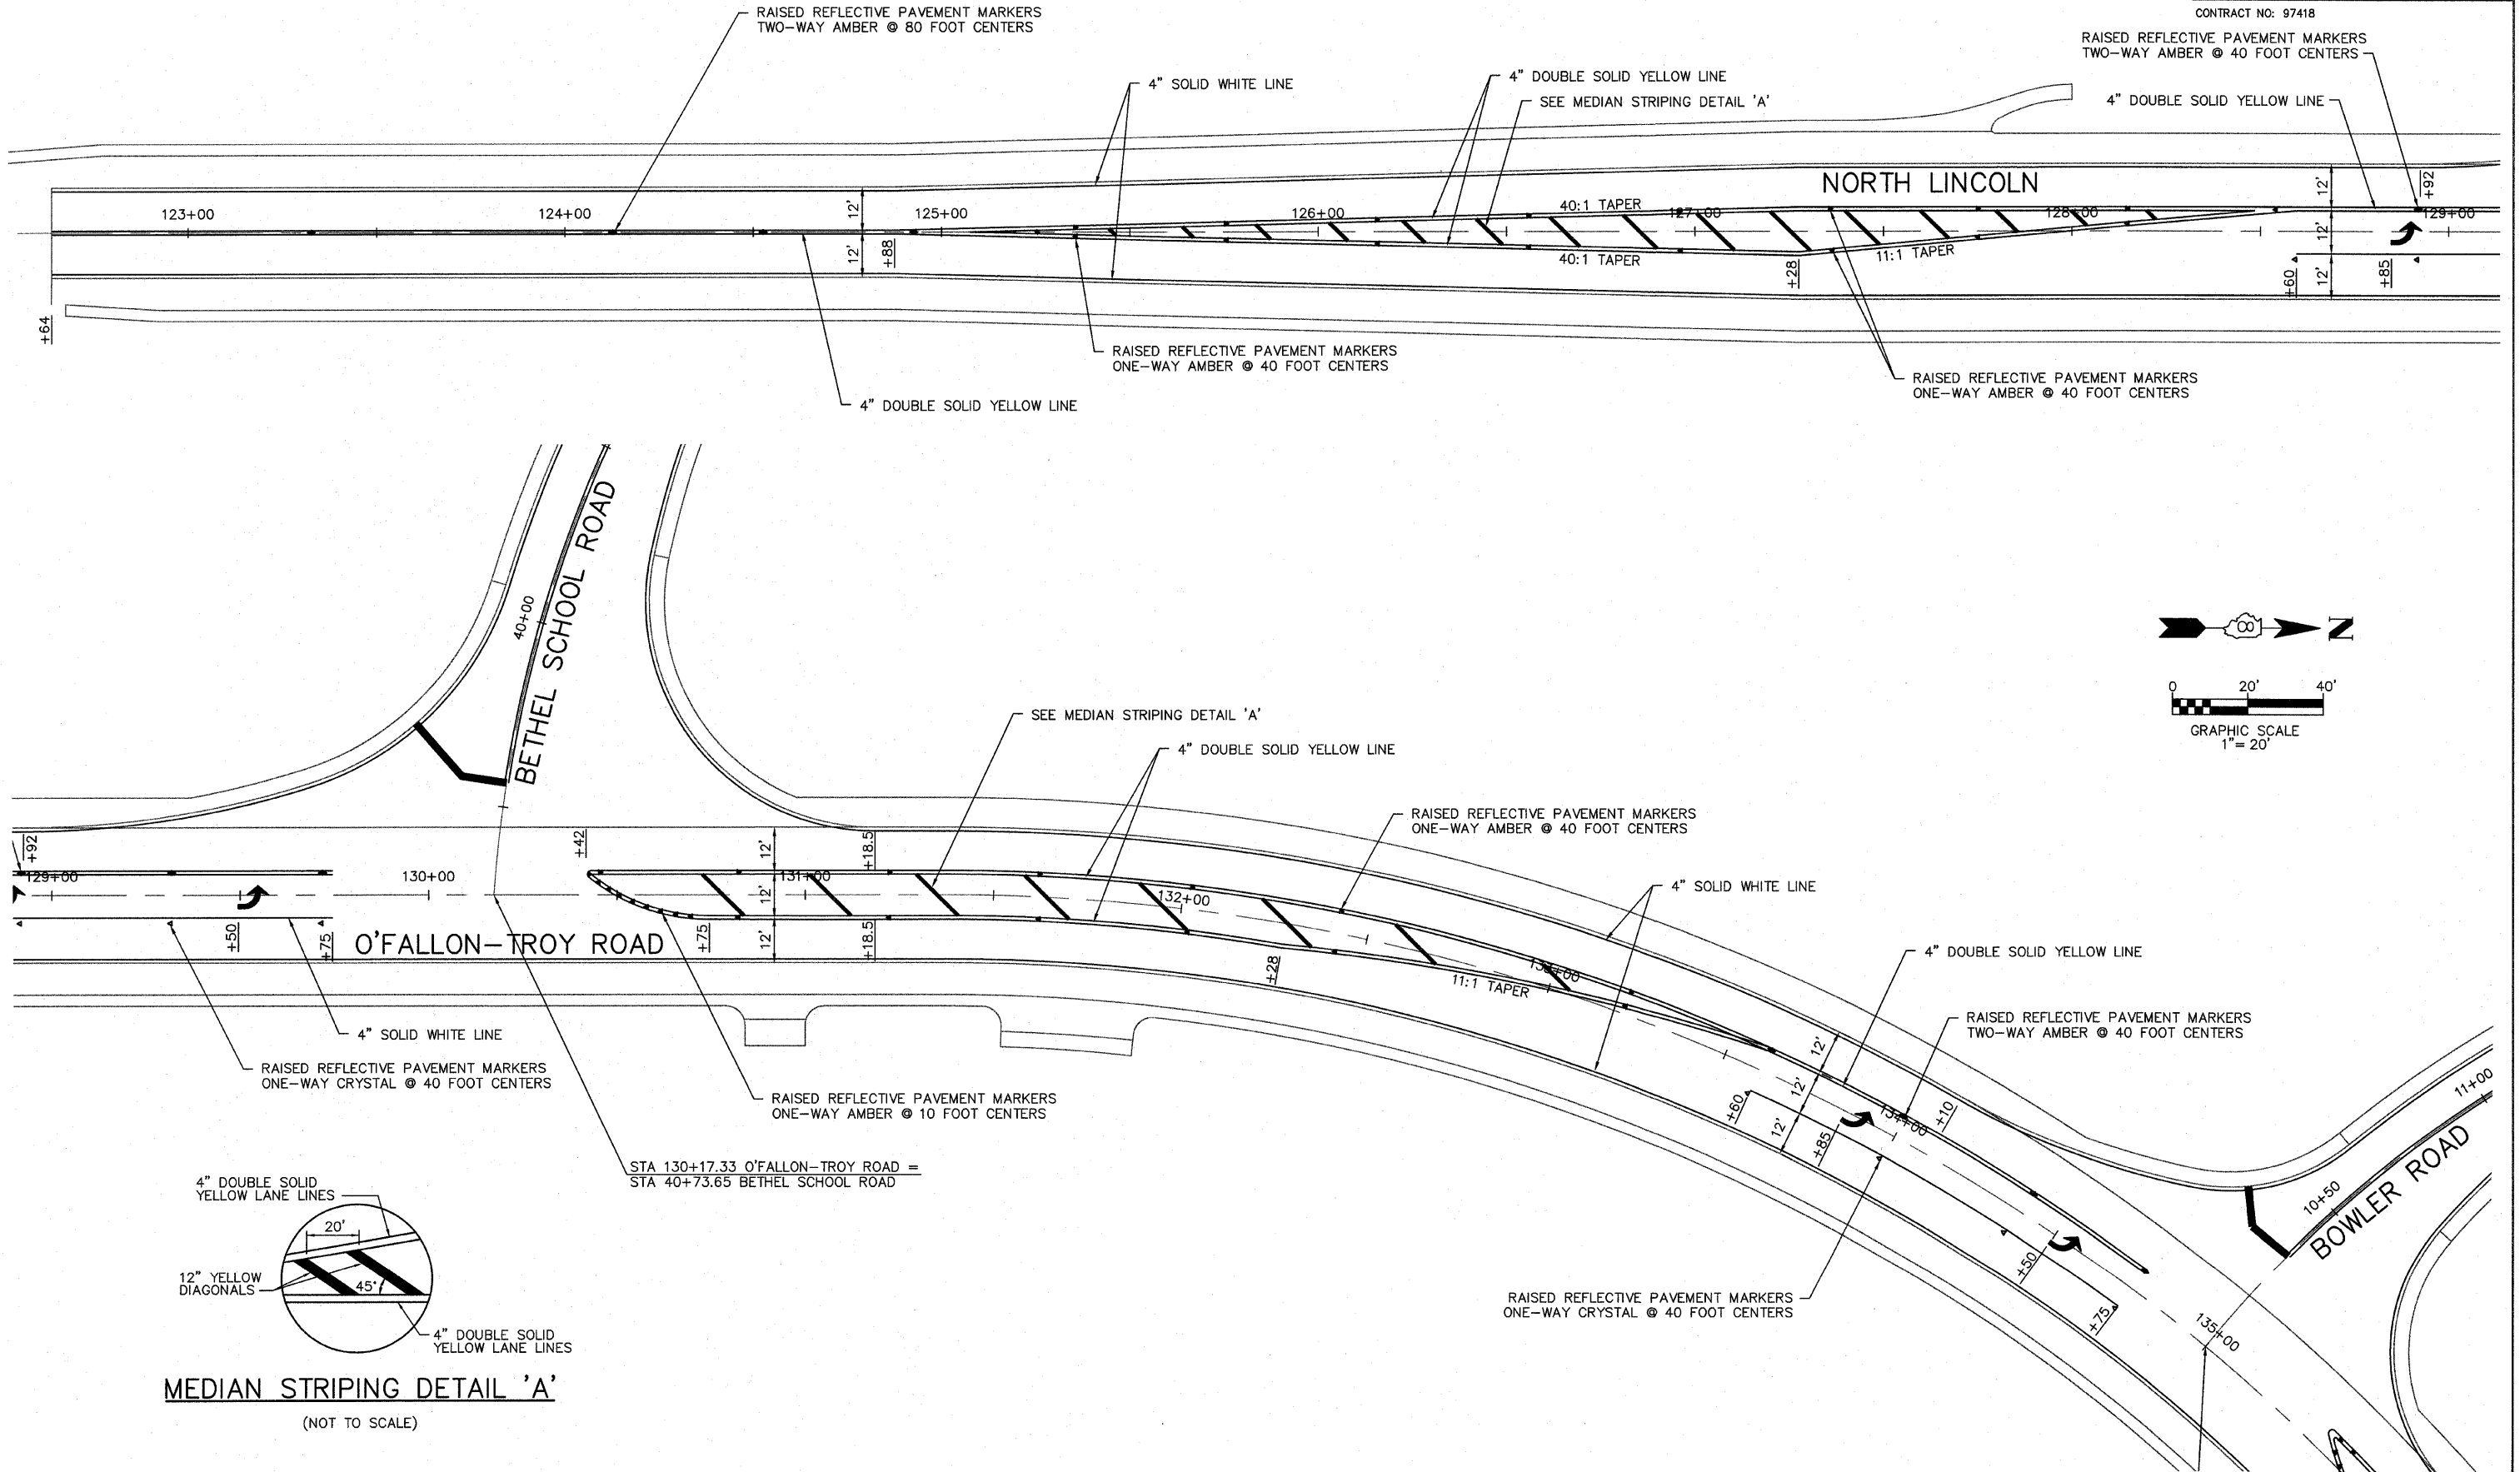 CONTRACT NO: 97418
RAISED REFLECTIVE PAVEMENT MARKERS
TWO-WAY AMBER @ 80 FOOT CENTERS
RAISED REFLECTIVE PAVEMENT MARKERS
TWO-WAY AMBER @ 40 FOOT CENTERS
4" SOLID WHITE LINE
4" DOUBLE SOLID YELLOW LINE
SEE MEDIAN STRIPING DETAIL 'A'
4" DOUBLE SOLID YELLOW LINE
NORTH LINCOLN
123+00
124+00
125+00
126+00
127+00
128+00
129+00
12'
12'
+88
40:1 TAPER
40:1 TAPER
11:1 TAPER
+28
12'
12'
12'
+92
+60
+85
+64
RAISED REFLECTIVE PAVEMENT MARKERS
ONE-WAY AMBER @ 40 FOOT CENTERS
RAISED REFLECTIVE PAVEMENT MARKERS
ONE-WAY AMBER @ 40 FOOT CENTERS
4" DOUBLE SOLID YELLOW LINE
BETHEL SCHOOL ROAD
40+00
N
0 20' 40'
GRAPHIC SCALE
1"= 20'
SEE MEDIAN STRIPING DETAIL 'A'
4" DOUBLE SOLID YELLOW LINE
RAISED REFLECTIVE PAVEMENT MARKERS
ONE-WAY AMBER @ 40 FOOT CENTERS
4" SOLID WHITE LINE
+92
129+00
130+00
+42
12'
+18.5
131+00
12'
132+00
+50
+75
O'FALLON-TROY ROAD
+75
12'
+18.5
+28
133+00
11:1 TAPER
4" DOUBLE SOLID YELLOW LINE
RAISED REFLECTIVE PAVEMENT MARKERS
TWO-WAY AMBER @ 40 FOOT CENTERS
4" SOLID WHITE LINE
RAISED REFLECTIVE PAVEMENT MARKERS
ONE-WAY CRYSTAL @ 40 FOOT CENTERS
RAISED REFLECTIVE PAVEMENT MARKERS
ONE-WAY AMBER @ 10 FOOT CENTERS
STA 130+17.33 O'FALLON-TROY ROAD =
STA 40+73.65 BETHEL SCHOOL ROAD
12'
12'
12'
+60
+85
134+00
+10
+50
+75
135+00
11+00
10+50
BOWLER ROAD
RAISED REFLECTIVE PAVEMENT MARKERS
ONE-WAY CRYSTAL @ 40 FOOT CENTERS
4" DOUBLE SOLID
YELLOW LANE LINES
20'
12" YELLOW
DIAGONALS
45°
4" DOUBLE SOLID
YELLOW LANE LINES
MEDIAN STRIPING DETAIL 'A'
(NOT TO SCALE)